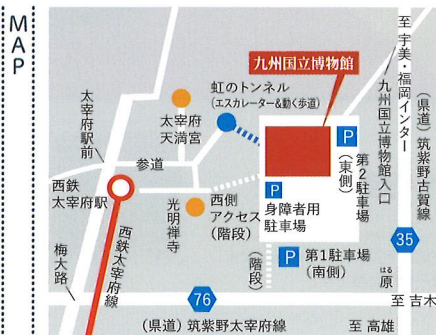 MAP
九州国立博物館
至 宇美・福岡インター
九州国立博物館入口
(県道) 筑紫野古賀線
虹のトンネル
(エスカレーター&動く歩道)
太宰府
天満宮
太宰府
駅前
参道
西鉄
太宰府駅
光明禅寺
西側
アクセス
(階段)
P
身障者用
駐車場
P
第2駐車場
(東側)
P
第1駐車場
(南側)
(階段)
梅大路
西鉄太宰府線
35
はる
原
76
至 吉木
(県道) 筑紫野太宰府線
至 高雄